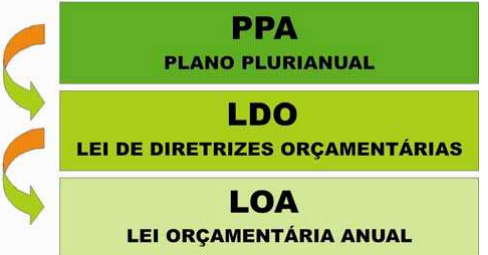 PPA
PLANO PLURIANUAL
LDO
LEI DE DIRETRIZES ORÇAMENTÁRIAS
LOA
LEI ORÇAMENTÁRIA ANUAL